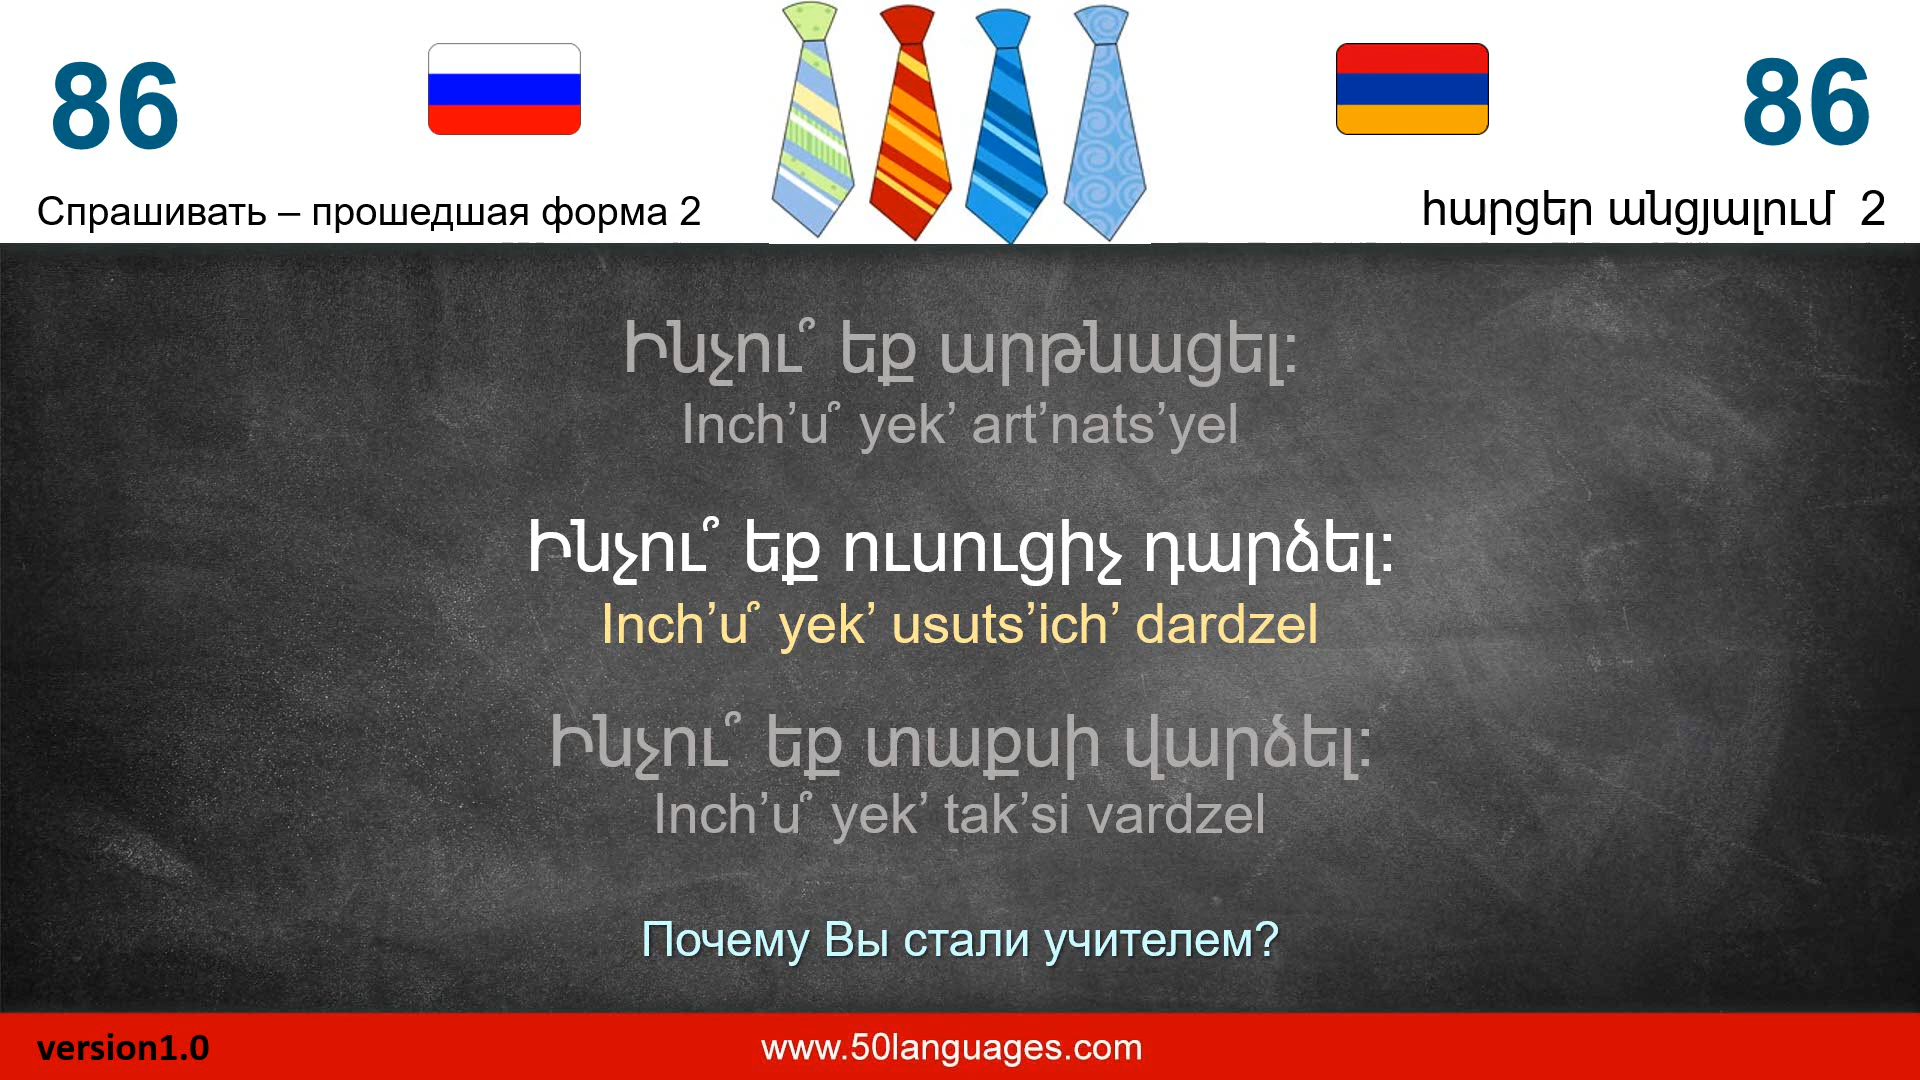 86
86
Спрашивать – прошедшая форма 2
հարցեր անցյալում 2
Ինչու՞ եք արթնացել:
Inch’u՞ yek’ art’nats’yel
Ինչու՞ եք ուսուցիչ դարձել:
Inch’u՞ yek’ usuts’ich’ dardzel
Ինչու՞ եք տաքսի վարձել:
Inch’u՞ yek’ tak’si vardzel
Почему Вы стали учителем?
version1.0
www.50languages.com